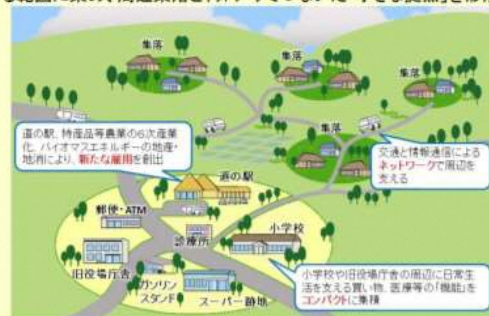 集落
集落
集落
集落
道の駅、特産品等農業の6次産業
化、バイオマスエネルギーの地産・
地消により、新たな雇用を創出
交通と情報通信による
ネットワークで周辺を
支える
道の駅
郵便・ATM
診療所
小学校
旧役場庁舎
ガソリン
スタンド
スーパー跡地
小学校や旧役場庁舎の周辺に日常生
活を支える買い物、医療等の「機能」を
コンパクトに集積